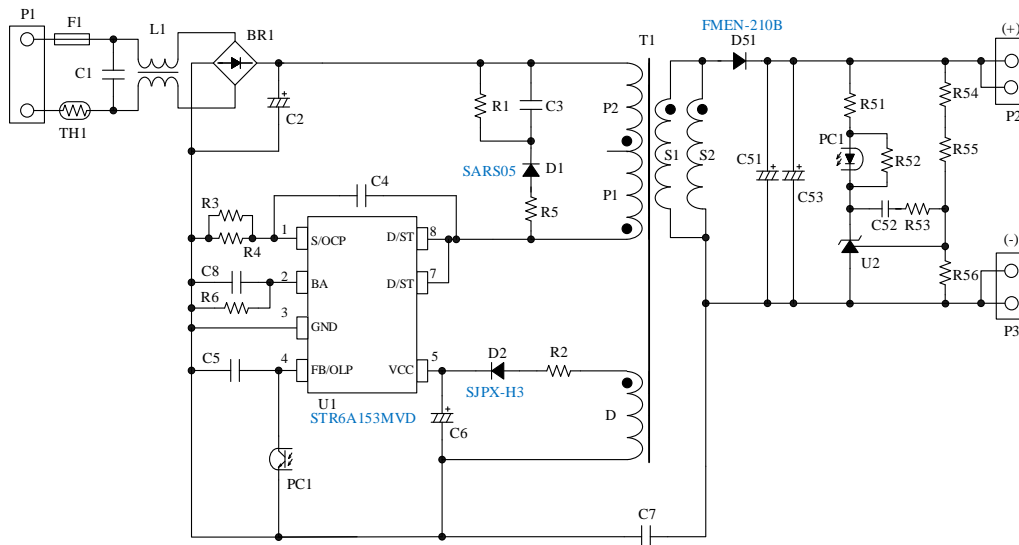 P1
F1
L1
BR1
C1
TH1
C2
R1
C3
D1
SARS05
R5
T1
P2
P1
S1
S2
FMEN-210B
D51
C51
C53
R51
PC1
R52
C52
R53
U2
R54
R55
R56
(+)
P2
(-)
P3
C4
R3
R4
1
S/OCP
D/ST
8
C8
2
BA
D/ST
7
R6
3
GND
C5
4
FB/OLP
VCC
5
U1
STR6A153MVD
D2
SJPX-H3
R2
D
C6
PC1
C7